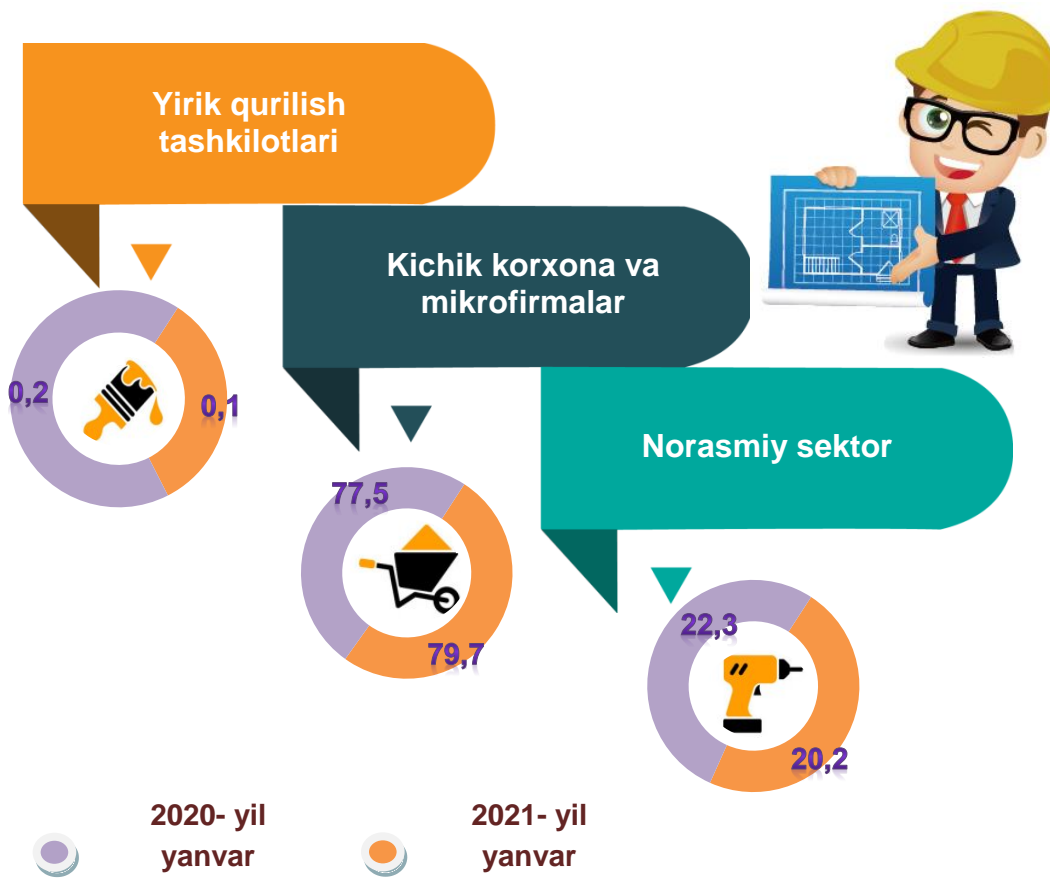 Yirik qurilish
tashkilotlari
Kichik korxona va
mikrofirmalar
Norasmiy sektor
0,2
0,1
77,5
79,7
22,3
20,2
2020- yil
yanvar
2021- yil
yanvar